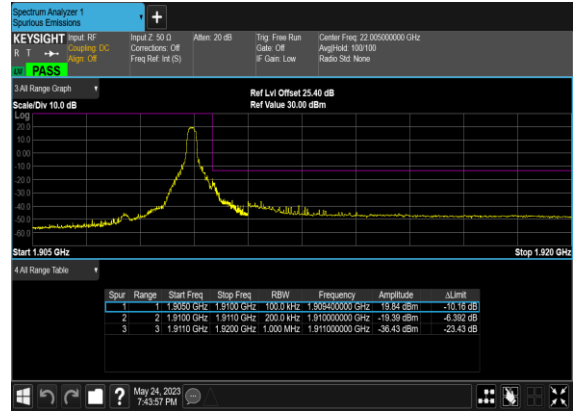 Spectrum Analyzer 1
Spurious Emissions
KEYSIGHT Input: RF Input Z: 50 Ω Atten: 20 dB Trig: Free Run Center Freq: 22.005000000 GHz
R T Coupling: DC Corrections: Off Gate: Off Avg|Hold: 100/100
Align: Off Freq Ref: Int (S) IF Gain: Low Radio Std: None
PASS
3 All Range Graph Ref Lvl Offset 25.40 dB
Scale/Div 10.0 dB Ref Value 30.00 dBm
Log
20.0
10.0
0.00
-10.0
-20.0
-30.0
-40.0
-50.0
-60.0
Start 1.905 GHz Stop 1.920 GHz
4 All Range Table
Spur Range Start Freq Stop Freq RBW Frequency Amplitude ΔLimit
1 1 1.9050 GHz 1.9100 GHz 100.0 kHz 1.909400000 GHz 19.84 dBm -10.16 dB
2 2 1.9100 GHz 1.9110 GHz 200.0 kHz 1.910000000 GHz -19.39 dBm -6.392 dB
3 3 1.9110 GHz 1.9200 GHz 1.000 MHz 1.911000000 GHz -36.43 dBm -23.43 dB
May 24, 2023
7:43:57 PM